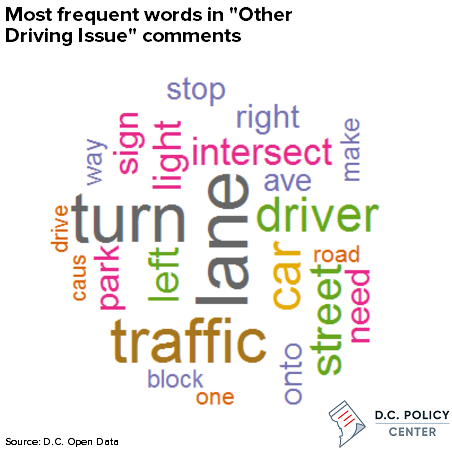 Most frequent words in "Other
Driving Issue" comments
stop
right
sign
light
way
intersect
make
ave
turn
lane
driver
drive
caus
park
left
car
road
street
need
traffic
block
one
onto
D.C. POLICY
CENTER
Source: D.C. Open Data